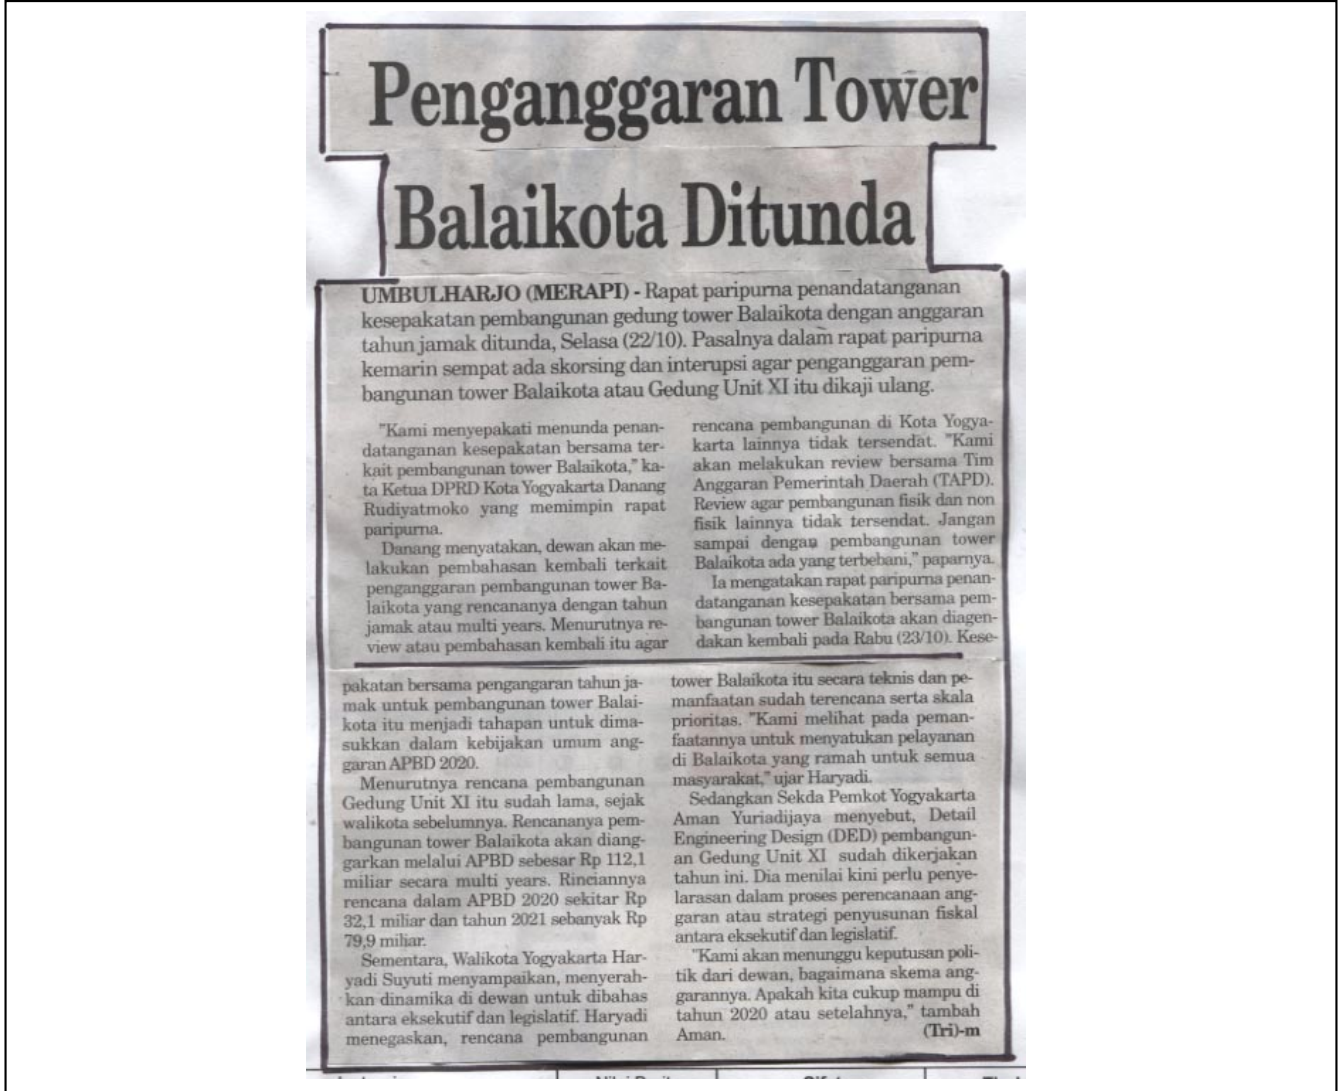 Penganggaran Tower
Balaikota Ditunda
UMBULHARJO (MERAPI) - Rapat paripurna penandatanganan
kesepakatan pembangunan gedung tower Balaikota dengan anggaran
tahun jamak ditunda, Selasa (22/10). Pasalnya dalam rapat paripurna
kemarin sempat ada skorsing dan interupsi agar penganggaran pem-
bangunan tower Balaikota atau Gedung Unit XI itu dikaji ulang.
"Kami menyepakati menunda penan-
datanganan kesepakatan bersama ter-
kait pembangunan tower Balaikota," ka-
ta Ketua DPRD Kota Yogyakarta Danang
Rudiyatmoko yang memimpin rapat
paripurna.
Danang menyatakan, dewan akan me-
lakukan pembahasan kembali terkait
penganggaran pembangunan tower Ba-
laikota yang rencananya dengan tahun
jamak atau multi years. Menurutnya re-
view atau pembahasan kembali itu agar
rencana pembangunan di Kota Yogya-
karta lainnya tidak tersendat. "Kami
akan melakukan review bersama Tim
Anggaran Pemerintah Daerah (TAPD).
Review agar pembangunan fisik dan non
fisik lainnya tidak tersendat. Jangan
sampai dengan pembangunan tower
Balaikota ada yang terbebani," paparnya.
Ia mengatakan rapat paripurna penan-
datanganan kesepakatan bersama pem-
bangunan tower Balaikota akan diagen-
dakan kembali pada Rabu (23/10). Kese-
pakatan bersama pengangaran tahun ja-
mak untuk pembangunan tower Balai-
kota itu menjadi tahapan untuk dima-
sukkan dalam kebijakan umum ang-
garan APBD 2020.
Menurutnya rencana pembangunan
Gedung Unit XI itu sudah lama, sejak
walikota sebelumnya. Rencananya pem-
bangunan tower Balaikota akan diang-
garkan melalui APBD sebesar Rp 112,1
miliar secara multi years. Rinciannya
rencana dalam APBD 2020 sekitar Rp
32,1 miliar dan tahun 2021 sebanyak Rp
79,9 miliar.
Sementara, Walikota Yogyakarta Har-
yadi Suyuti menyampaikan, menyerah-
kan dinamika di dewan untuk dibahas
antara eksekutif dan legislatif. Haryadi
menegaskan, rencana pembangunan
tower Balaikota itu secara teknis dan pe-
manfaatan sudah terencana serta skala
prioritas. "Kami melihat pada peman-
faatannya untuk menyatukan pelayanan
di Balaikota yang ramah untuk semua
masyarakat," ujar Haryadi.
Sedangkan Sekda Pemkot Yogyakarta
Aman Yuriadijaya menyebut, Detail
Engineering Design (DED) pembangun-
an Gedung Unit XI sudah dikerjakan
tahun ini. Dia menilai kini perlu penye-
larasan dalam proses perencanaan ang-
garan atau strategi penyusunan fiskal
antara eksekutif dan legislatif.
"Kami akan menunggu keputusan poli-
tik dari dewan, bagaimana skema ang-
garannya. Apakah kita cukup mampu di
tahun 2020 atau setelahnya," tambah
Aman. (Tri)-m